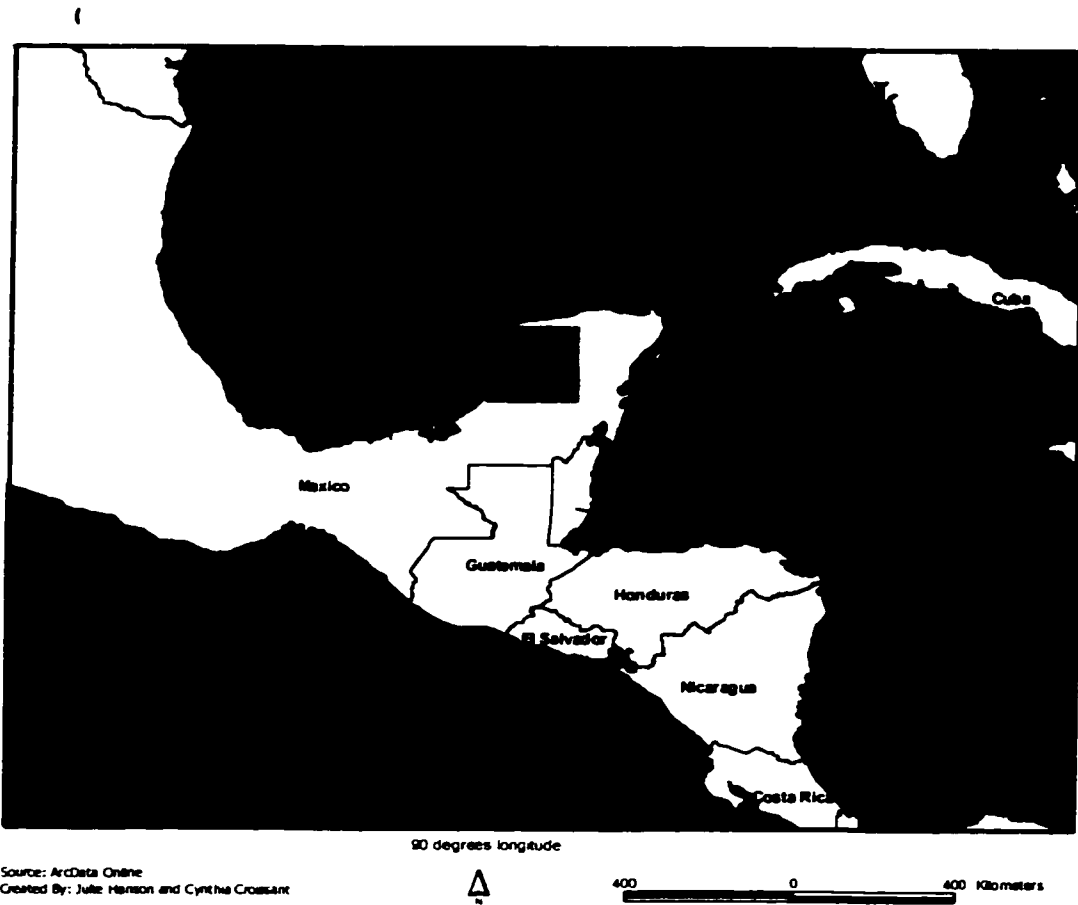 Cuba
Mexico
Guatemala
Honduras
El Salvador
Nicaragua
Costa Rica
90 degrees longitude
Source: ArcData Online
Created By: Julie Hanson and Cynthia Croissant
N
400 0 400 Kilometers